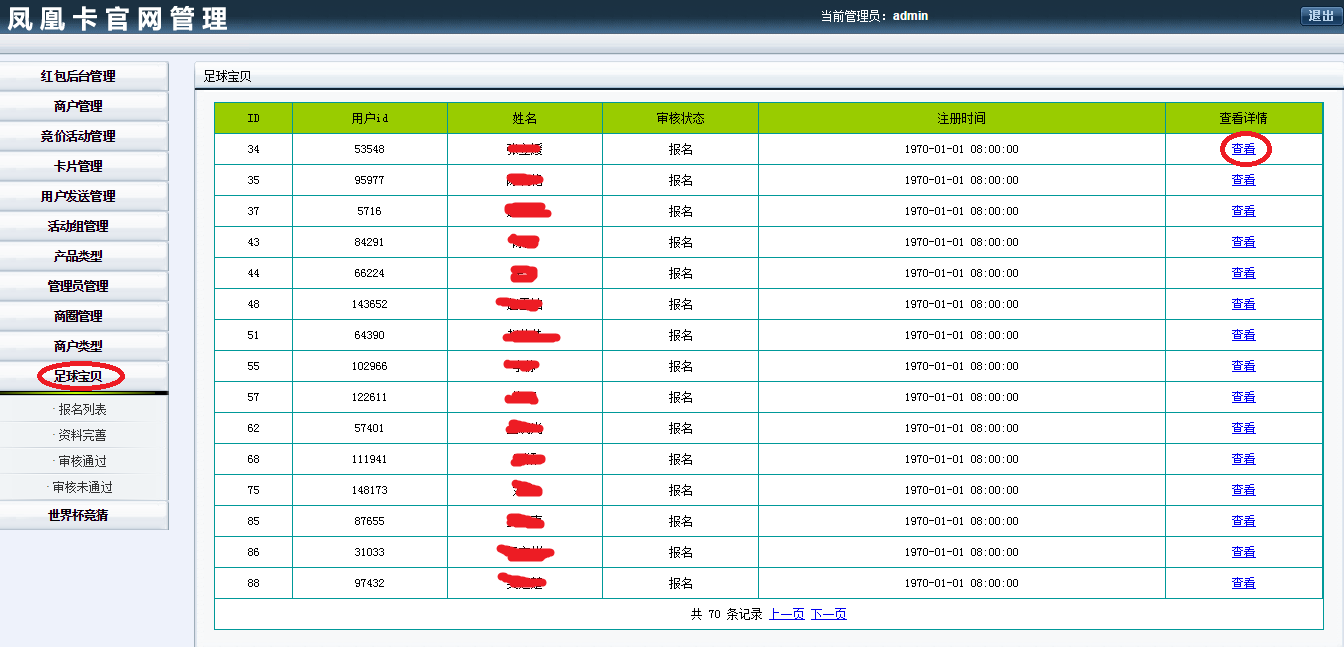 凤凰卡官网管理
当前管理员：admin
退出
红包后台管理
商户管理
竞价活动管理
卡片管理
用户发送管理
活动组管理
产品类型
管理员管理
商圈管理
商户类型
足球宝贝
· 报名列表
· 资料完善
· 审核通过
· 审核未通过
世界杯竞猜
足球宝贝
ID 用户id 姓名 审核状态 注册时间 查看详情
34 53548 报名 1970-01-01 08:00:00 查看
35 95977 报名 1970-01-01 08:00:00 查看
37 5716 报名 1970-01-01 08:00:00 查看
43 84291 报名 1970-01-01 08:00:00 查看
44 66224 报名 1970-01-01 08:00:00 查看
48 143652 报名 1970-01-01 08:00:00 查看
51 64390 报名 1970-01-01 08:00:00 查看
55 102966 报名 1970-01-01 08:00:00 查看
57 122611 报名 1970-01-01 08:00:00 查看
62 57401 报名 1970-01-01 08:00:00 查看
68 111941 报名 1970-01-01 08:00:00 查看
75 148173 报名 1970-01-01 08:00:00 查看
85 87655 报名 1970-01-01 08:00:00 查看
86 31033 报名 1970-01-01 08:00:00 查看
88 97432 报名 1970-01-01 08:00:00 查看
共 70 条记录 上一页 下一页